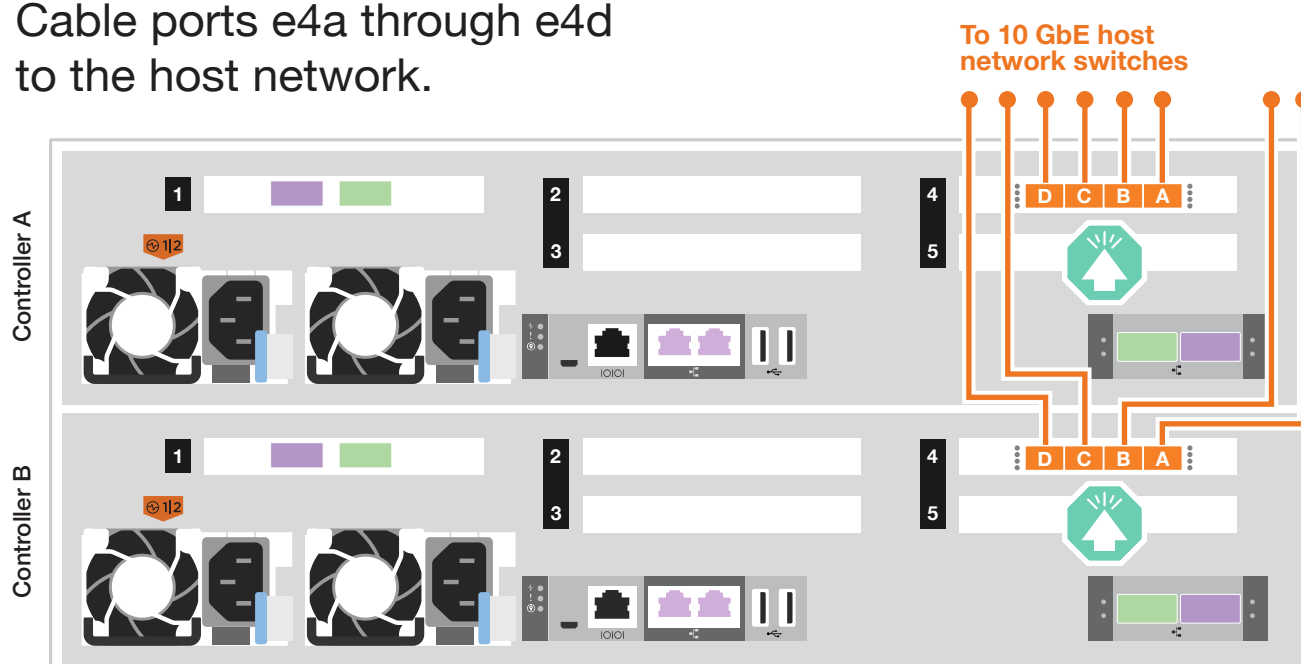 Cable ports e4a through e4d
to the host network.
To 10 GbE host
network switches
Controller A
1
2
3
4
5
D C B A
1|2
IOIOI
Controller B
1
2
3
4
5
D C B A
1|2
IOIOI